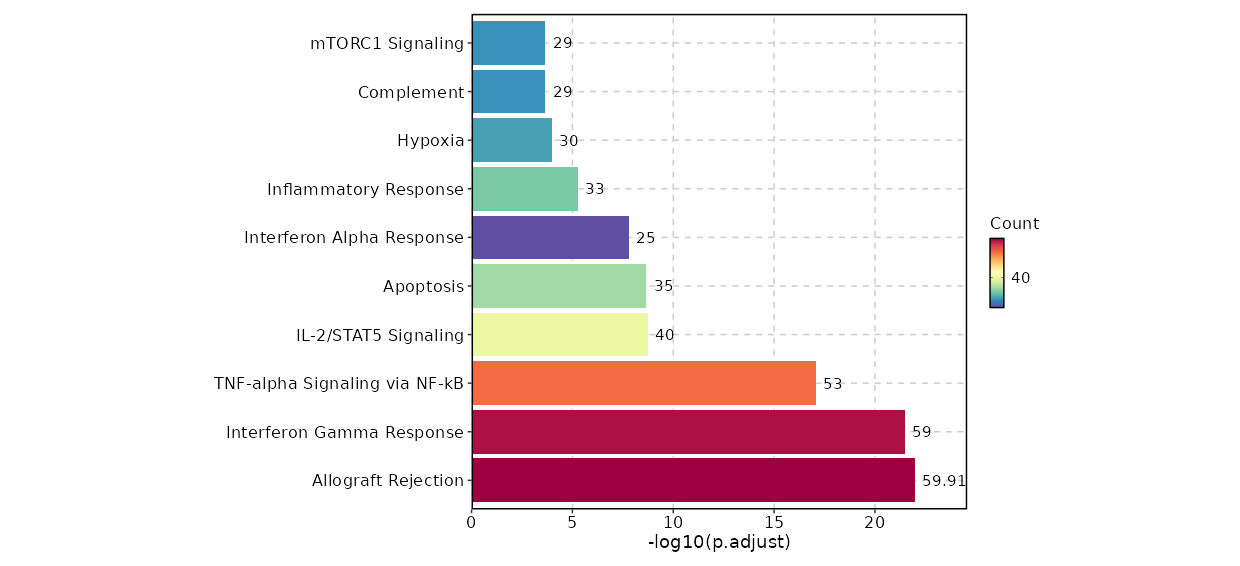 mTORC1 Signaling 29
Complement 29
Hypoxia 30
Inflammatory Response 33
Interferon Alpha Response 25
Apoptosis 35
IL-2/STAT5 Signaling 40
TNF-alpha Signaling via NF-kB 53
Interferon Gamma Response 59
Allograft Rejection 59.91
0 5 10 15 20
-log10(p.adjust)
Count
40